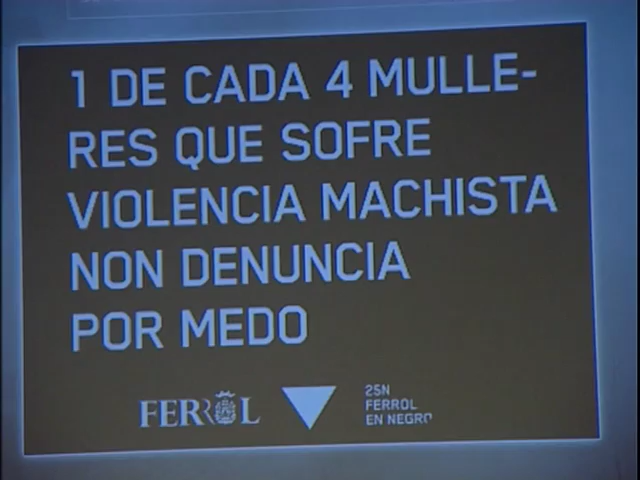 1 DE CADA 4 MULLE-
RES QUE SOFRE
VIOLENCIA MACHISTA
NON DENUNCIA
POR MEDO
FERROL
25N
FERROL
EN NEGRO